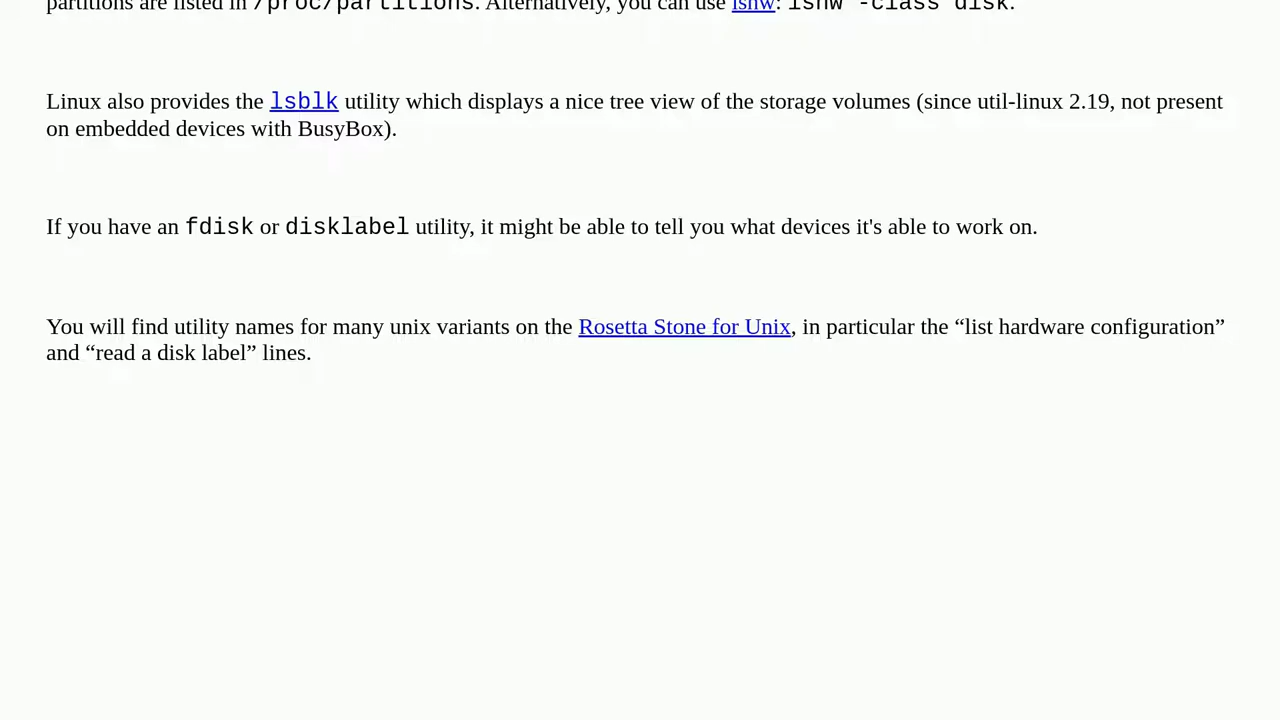 partitions are listed in /proc/partitions. Alternatively, you can use lshw: lshw -class disk.
Linux also provides the lsblk utility which displays a nice tree view of the storage volumes (since util-linux 2.19, not present
on embedded devices with BusyBox).
If you have an fdisk or disklabel utility, it might be able to tell you what devices it's able to work on.
You will find utility names for many unix variants on the Rosetta Stone for Unix, in particular the “list hardware configuration”
and “read a disk label” lines.